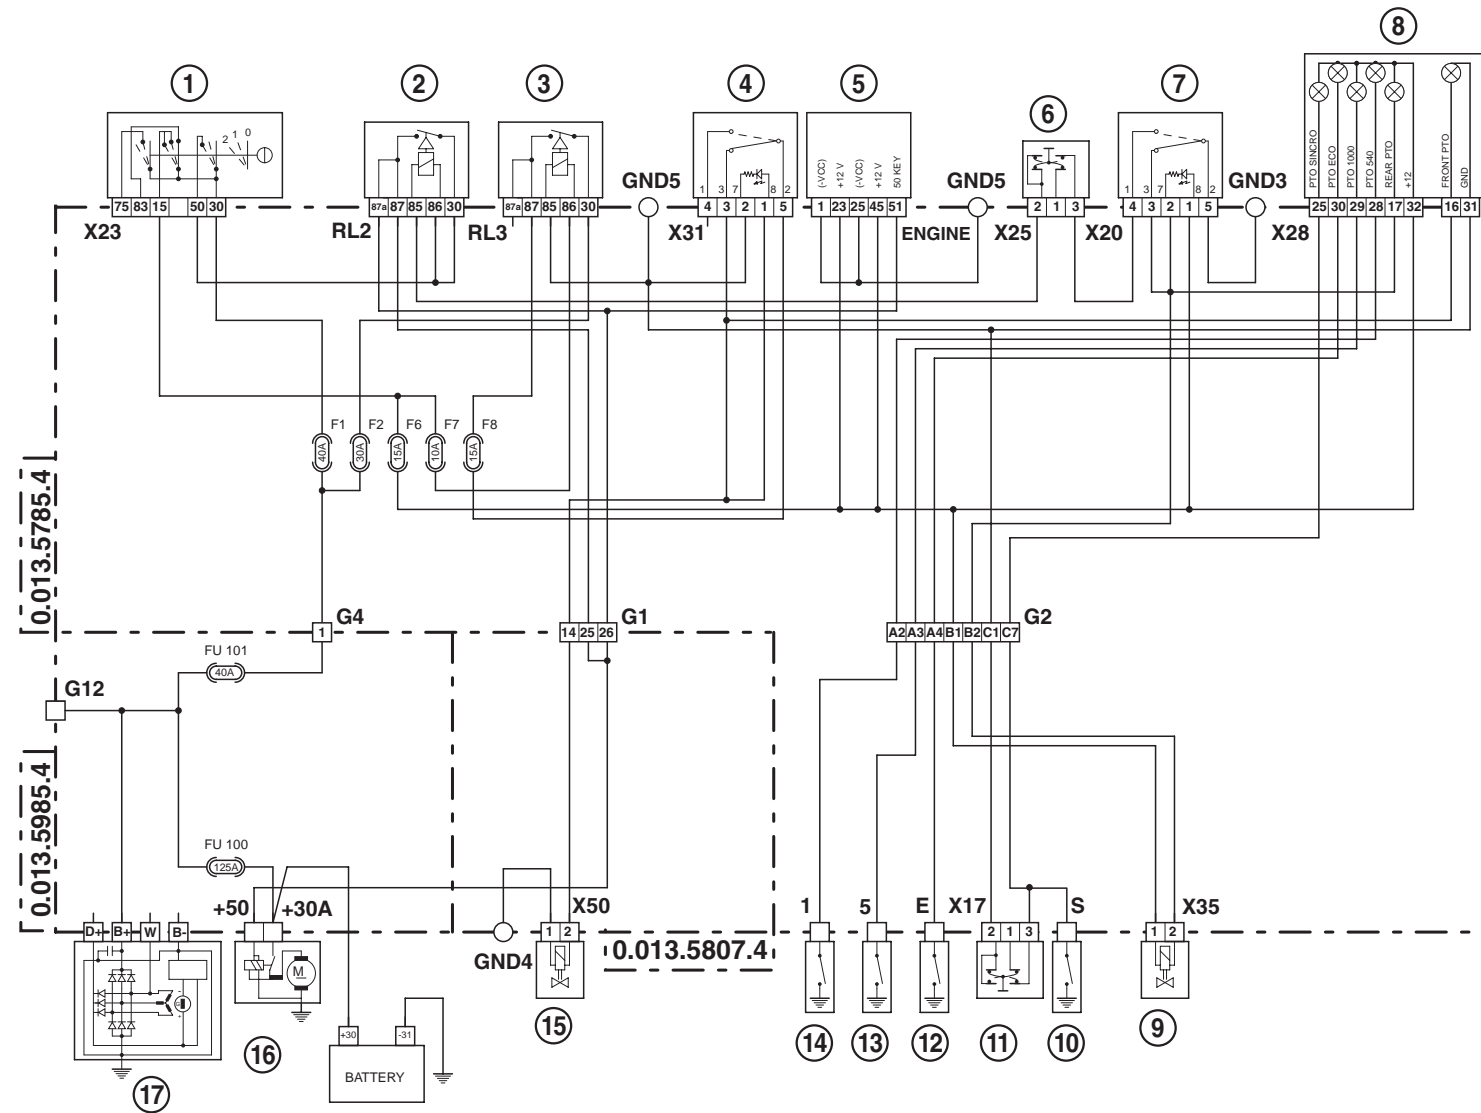 1
2
3
4
5
6
7
8
2 1 0
75 83 15 50 30
X23
87a 87 85 86 30
RL2
87a 87 85 86 30
RL3
GND5
1 3 7 8 2
4 3 2 1 5
X31
(-VCC)
+12 V
(-VCC)
+12 V
50 KEY
1 23 25 45 51
ENGINE
GND5
2 1 3
X25
1 3 7 8 2
4 3 2 1 5
X20
GND3
PTO SINCRO
PTO ECO
PTO 1000
PTO 540
REAR PTO
+12
FRONT PTO
GND
25 30 29 28 17 32 16 31
X28
F1
40A
F2
30A
F6
15A
F7
10A
F8
15A
0.013.5785.4
G4
1
G1
14 25 26
G2
A2 A3 A4 B1 B2 C1 C7
FU 101
40A
G12
0.013.5985.4
FU 100
125A
+50
+30A
D+ B+ W B-
G
M
X50
1 2
GND4
0.013.5807.4
1
5
E
X17
2 1 3
S
X35
1 2
+30
-31
BATTERY
17
16
15
14
13
12
11
10
9